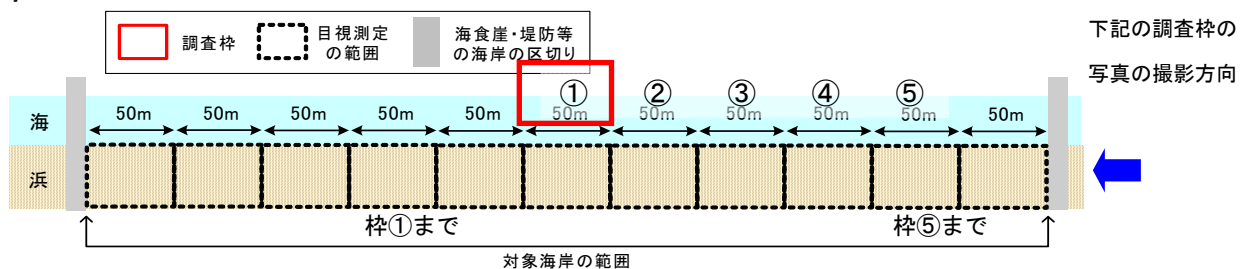 調査枠
目視測定
の範囲
海食崖・堤防等
の海岸の区切り
下記の調査枠の
写真の撮影方向
① ② ③ ④ ⑤
50m 50m 50m 50m 50m 50m 50m 50m 50m 50m 50m
海
浜
枠①まで 枠⑤まで
対象海岸の範囲